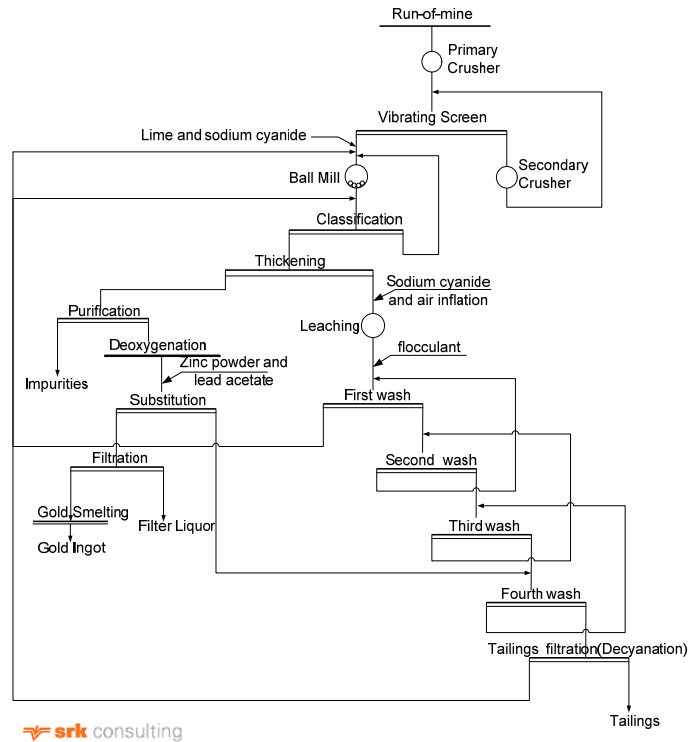 Run-of-mine
Primary
Crusher
Vibrating Screen
Lime and sodium cyanide
Secondary
Crusher
Ball Mill
Classification
Thickening
Sodium cyanide
and air inflation
Purification
Leaching
Deoxygenation
flocculant
Zinc powder and
lead acetate
Impurities
Substitution
First wash
Filtration
Second wash
Gold Smelting
Filter Liquor
Third wash
Gold Ingot
Fourth wash
Tailings filtration(Decyanation)
Tailings
srk consulting